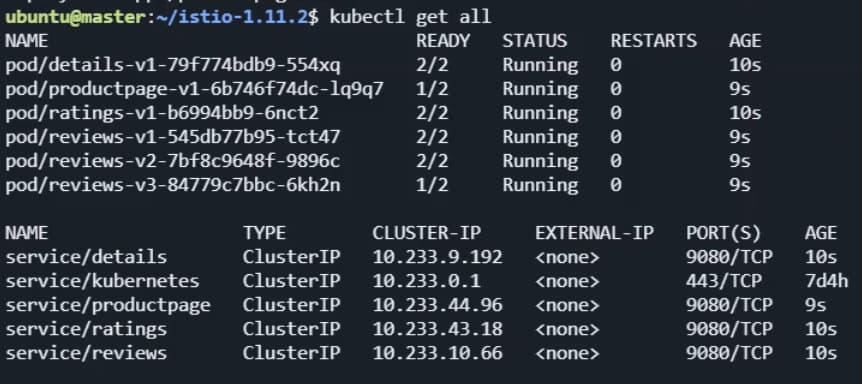 ubuntu@master:~/istio-1.11.2$ kubectl get all
NAME READY STATUS RESTARTS AGE
pod/details-v1-79f774bdb9-554xq 2/2 Running 0 10s
pod/productpage-v1-6b746f74dc-lq9q7 1/2 Running 0 9s
pod/ratings-v1-b6994bb9-6nct2 2/2 Running 0 10s
pod/reviews-v1-545db77b95-tct47 2/2 Running 0 9s
pod/reviews-v2-7bf8c9648f-9896c 2/2 Running 0 9s
pod/reviews-v3-84779c7bbc-6kh2n 1/2 Running 0 9s
NAME TYPE CLUSTER-IP EXTERNAL-IP PORT(S) AGE
service/details ClusterIP 10.233.9.192 <none> 9080/TCP 10s
service/kubernetes ClusterIP 10.233.0.1 <none> 443/TCP 7d4h
service/productpage ClusterIP 10.233.44.96 <none> 9080/TCP 9s
service/ratings ClusterIP 10.233.43.18 <none> 9080/TCP 10s
service/reviews ClusterIP 10.233.10.66 <none> 9080/TCP 10s